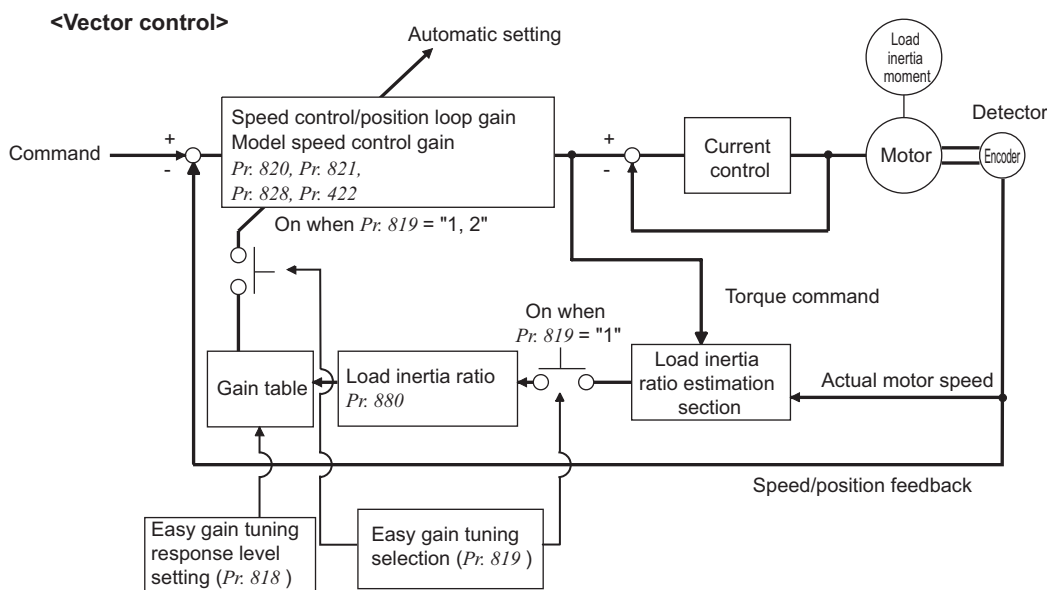 <Vector control>
Automatic setting
Load
inertia
moment
Detector
Speed control/position loop gain
Model speed control gain
Pr. 820, Pr. 821,
Pr. 828, Pr. 422
Command
+
-
+
-
Current
control
Motor
Encoder
On when Pr. 819 = "1, 2"
Torque command
On when
Pr. 819 = "1"
Gain table
Load inertia ratio
Pr. 880
Load inertia
ratio estimation
section
Actual motor speed
Speed/position feedback
Easy gain tuning
response level
setting (Pr. 818 )
Easy gain tuning
selection (Pr. 819 )